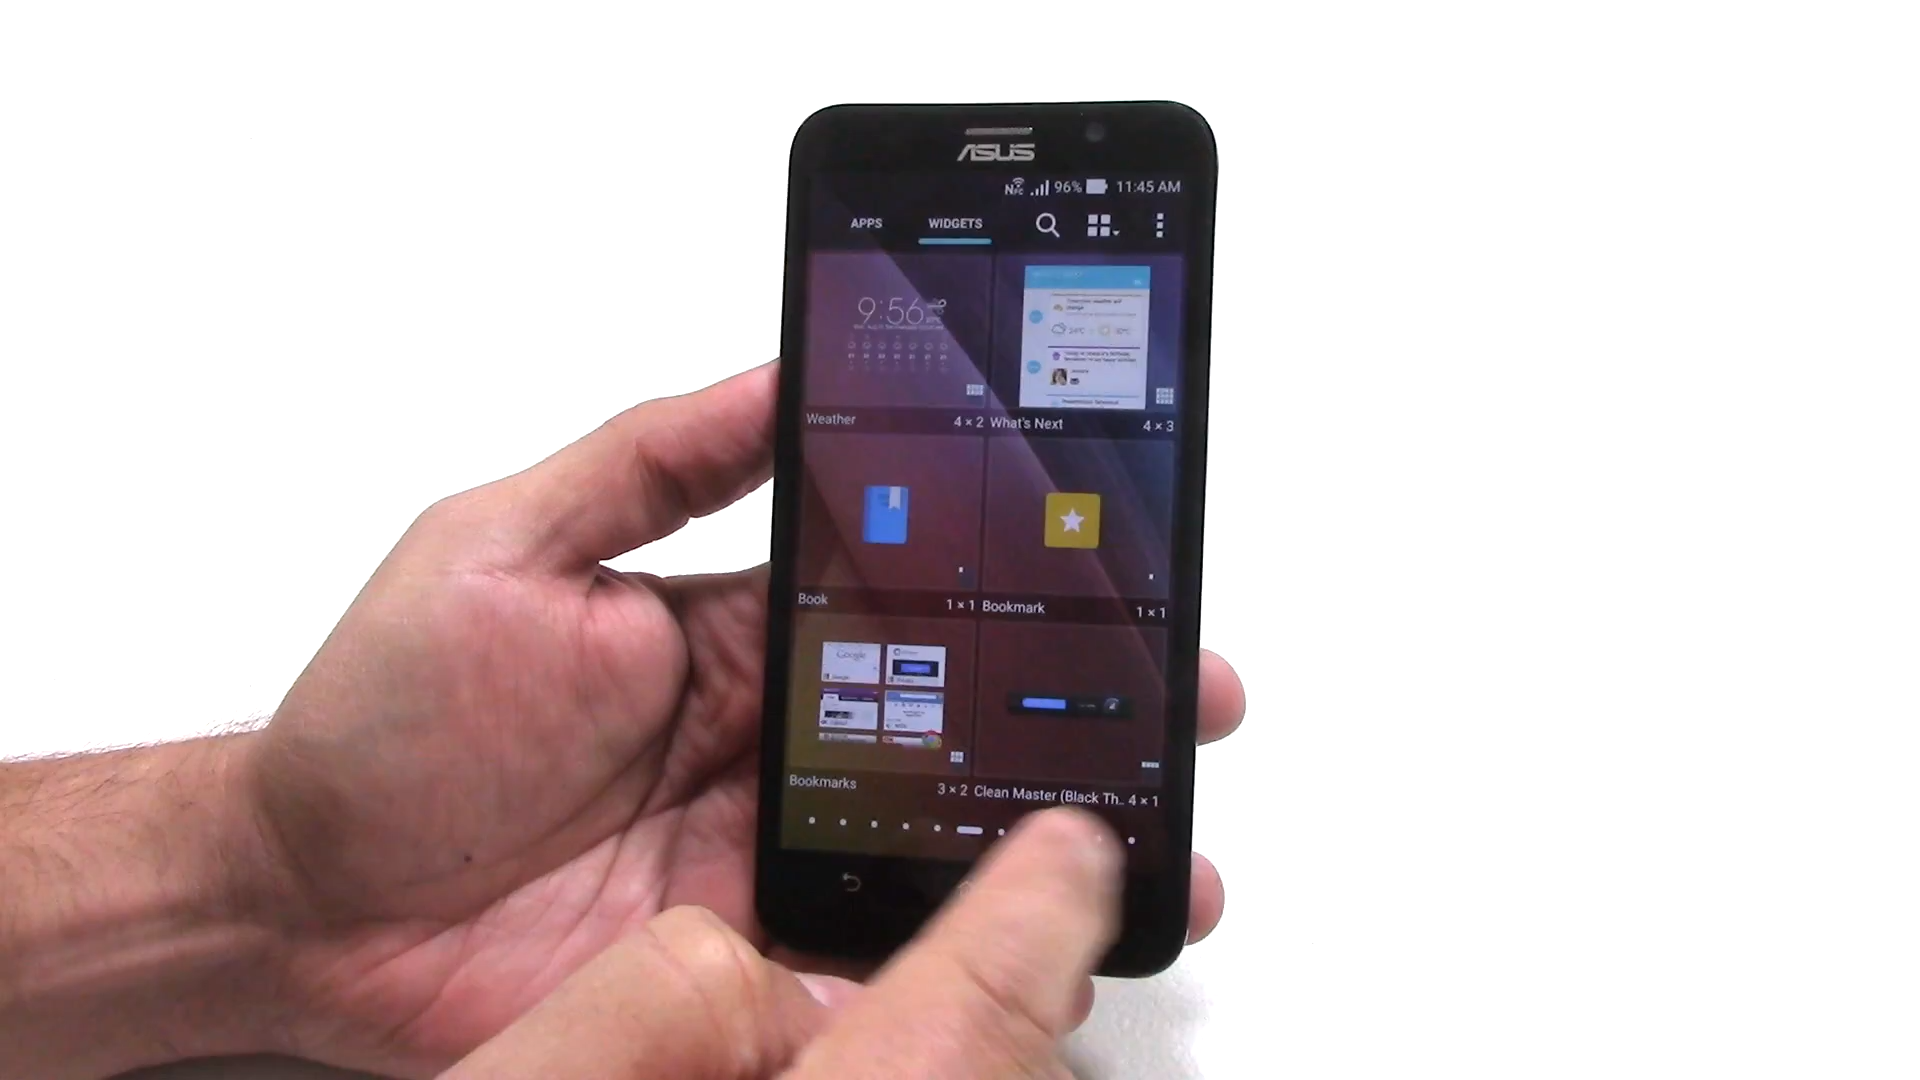 ASUS
NFC 96% 11:45 AM
APPS WIDGETS
9:56
Weather 4 × 2 What's Next 4 × 3
Book 1 × 1 Bookmark 1 × 1
Google
Bookmarks 3 × 2 Clean Master (Black Th.. 4 × 1